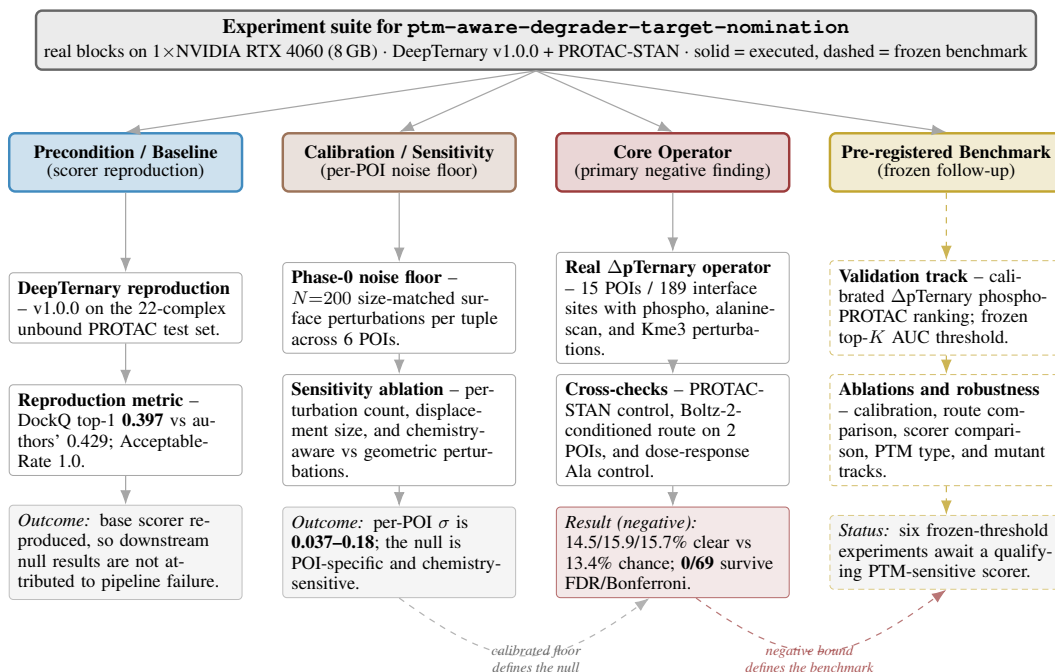 Experiment suite for ptm-aware-degrader-target-nomination
real blocks on 1×NVIDIA RTX 4060 (8 GB) · DeepTernary v1.0.0 + PROTAC-STAN · solid = executed, dashed = frozen benchmark
Precondition / Baseline
(scorer reproduction)
DeepTernary reproduction
– v1.0.0 on the 22-complex
unbound PROTAC test set.
Reproduction metric –
DockQ top-1 0.397 vs au-
thors' 0.429; Acceptable-
Rate 1.0.
Outcome: base scorer re-
produced, so downstream
null results are not at-
tributed to pipeline failure.
Calibration / Sensitivity
(per-POI noise floor)
Phase-0 noise floor –
N=200 size-matched sur-
face perturbations per tuple
across 6 POIs.
Sensitivity ablation – per-
turbation count, displace-
ment size, and chemistry-
aware vs geometric pertur-
bations.
Outcome: per-POI σ is
0.037–0.18; the null is
POI-specific and chemistry-
sensitive.
Core Operator
(primary negative finding)
Real ΔpTernary operator
– 15 POIs / 189 interface
sites with phospho, alanine-
scan, and Kme3 perturba-
tions.
Cross-checks – PROTAC-
STAN control, Boltz-2-
conditioned route on 2
POIs, and dose-response
Ala control.
Result (negative):
14.5/15.9/15.7% clear vs
13.4% chance; 0/69 survive
FDR/Bonferroni.
Pre-registered Benchmark
(frozen follow-up)
Validation track – cali-
brated ΔpTernary phospho-
PROTAC ranking; frozen
top-K AUC threshold.
Ablations and robustness
– calibration, route com-
parison, scorer compari-
son, PTM type, and mutant
tracks.
Status: six frozen-threshold
experiments await a quali-
fying PTM-sensitive scorer.
calibrated floor
defines the null
negative bound
defines the benchmark